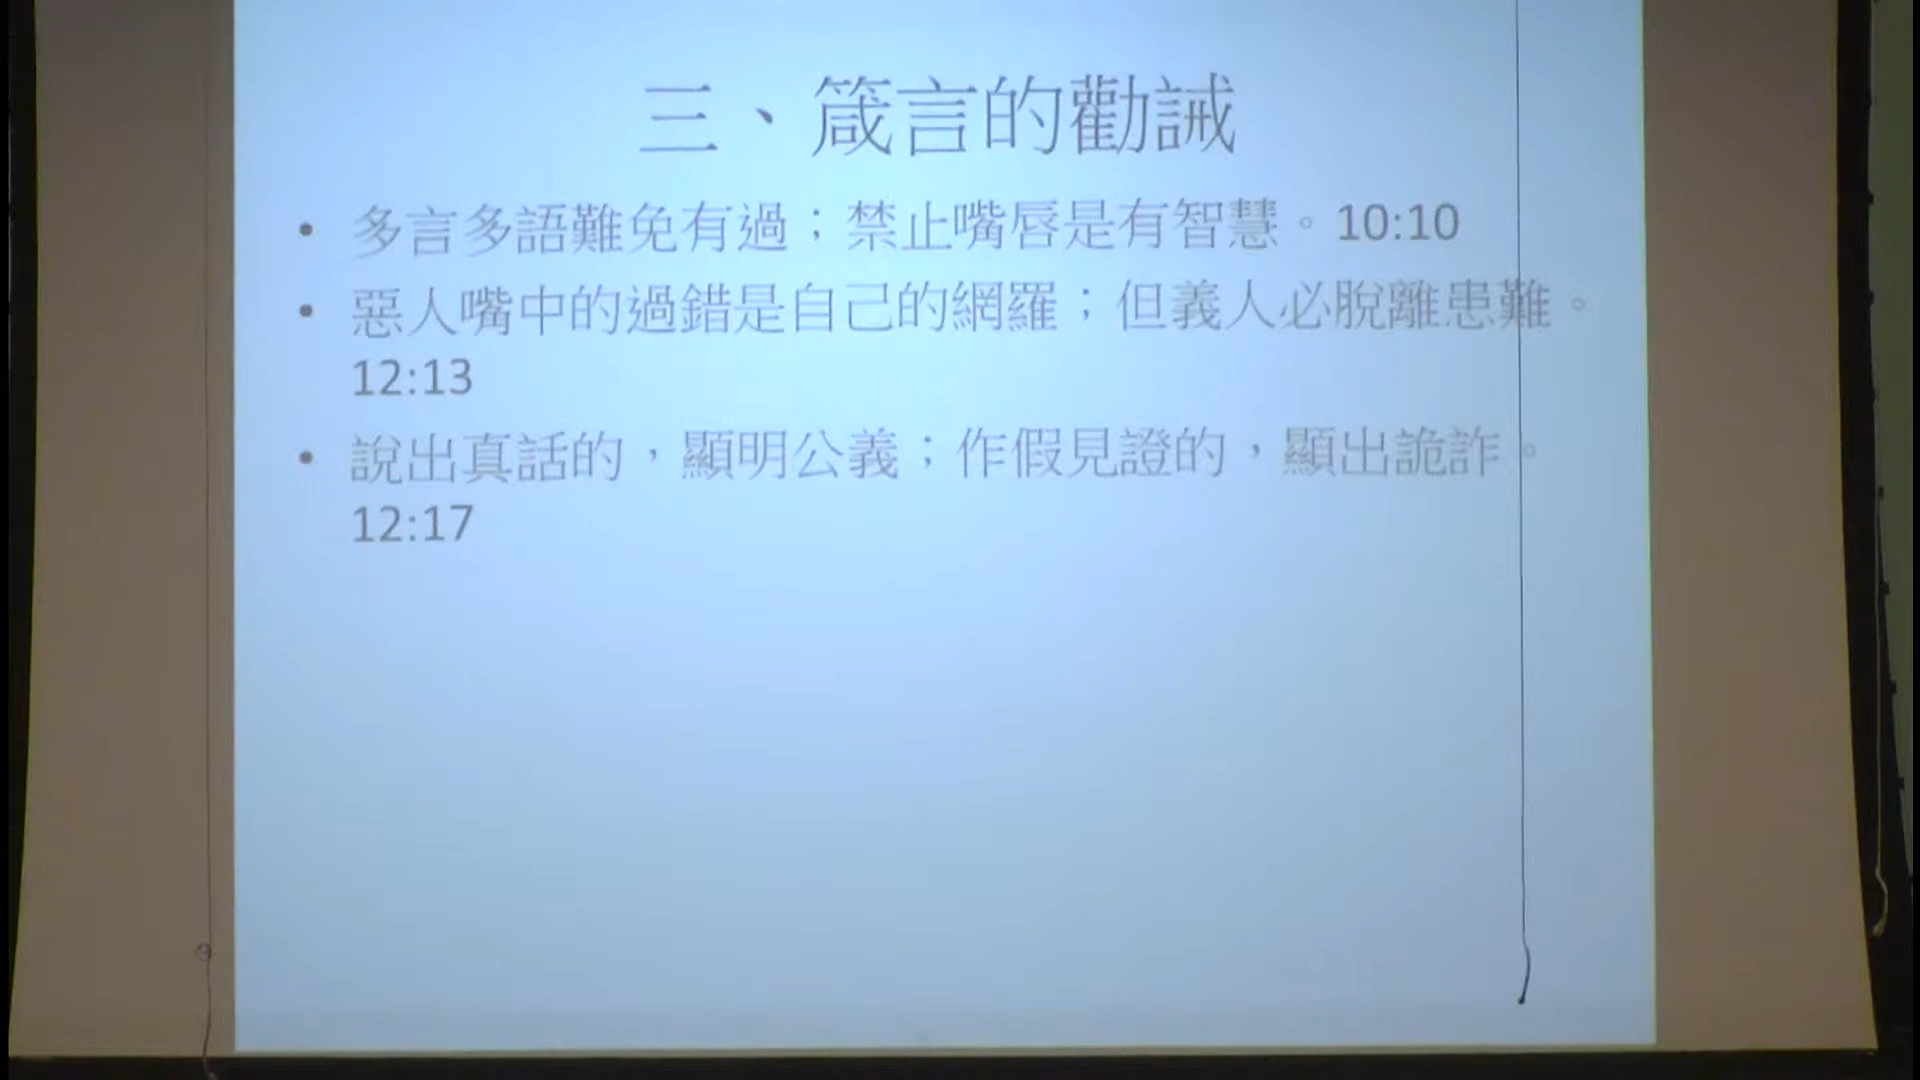 三、箴言的勸誡
• 多言多語難免有過；禁止嘴唇是有智慧。10:10
• 惡人嘴中的過錯是自己的網羅；但義人必脫離患難。
12:13
• 說出真話的，顯明公義；作假見證的，顯出詭詐。
12:17